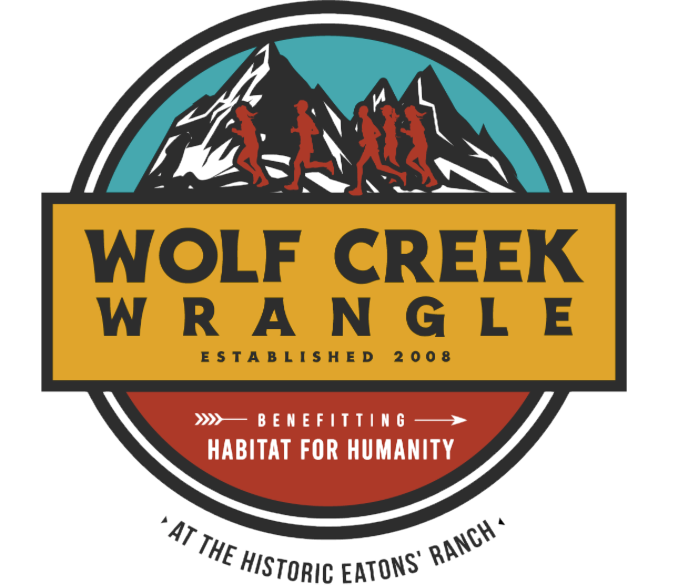 WOLF CREEK
WRANGLE
ESTABLISHED 2008
BENEFITTING
HABITAT FOR HUMANITY
AT THE HISTORIC EATONS' RANCH